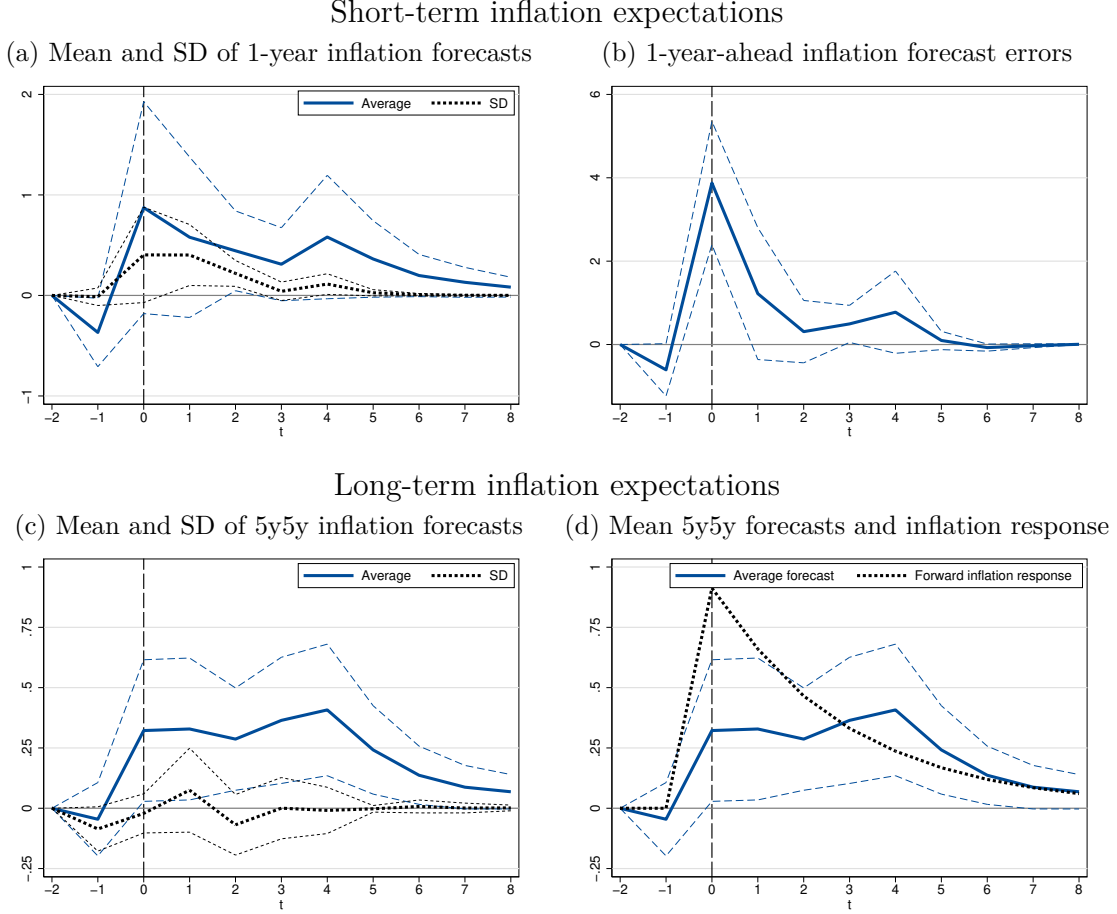 Short-term inflation expectations
(a) Mean and SD of 1-year inflation forecasts
(b) 1-year-ahead inflation forecast errors
Average SD
2
1
0
−1
−2 −1 0 1 2 3 4 5 6 7 8
t
6
4
2
0
−2 −1 0 1 2 3 4 5 6 7 8
t
Long-term inflation expectations
(c) Mean and SD of 5y5y inflation forecasts
(d) Mean 5y5y forecasts and inflation response
Average SD
1
.75
.5
.25
0
−.25
−2 −1 0 1 2 3 4 5 6 7 8
t
Average forecast Forward inflation response
1
.75
.5
.25
0
−.25
−2 −1 0 1 2 3 4 5 6 7 8
t